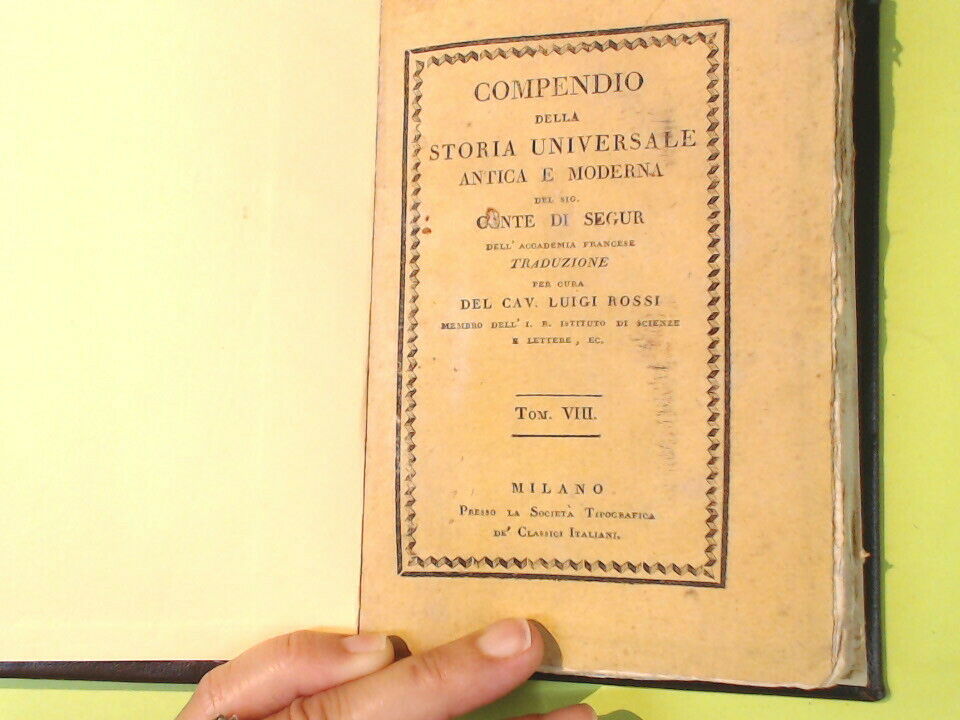 COMPENDIO
DELLA
STORIA UNIVERSALE
ANTICA E MODERNA
DEL SIG.
CONTE DI SEGUR
DELL' ACCADEMIA FRANCESE
TRADUZIONE
PER CURA
DEL CAV. LUIGI ROSSI
MEMBRO DELL' I. R. ISTITUTO DI SCIENZE
E LETTERE, EC.
TOM. VIII.
MILANO
PRESSO LA SOCIETÀ TIPOGRAFICA
DE' CLASSICI ITALIANI.